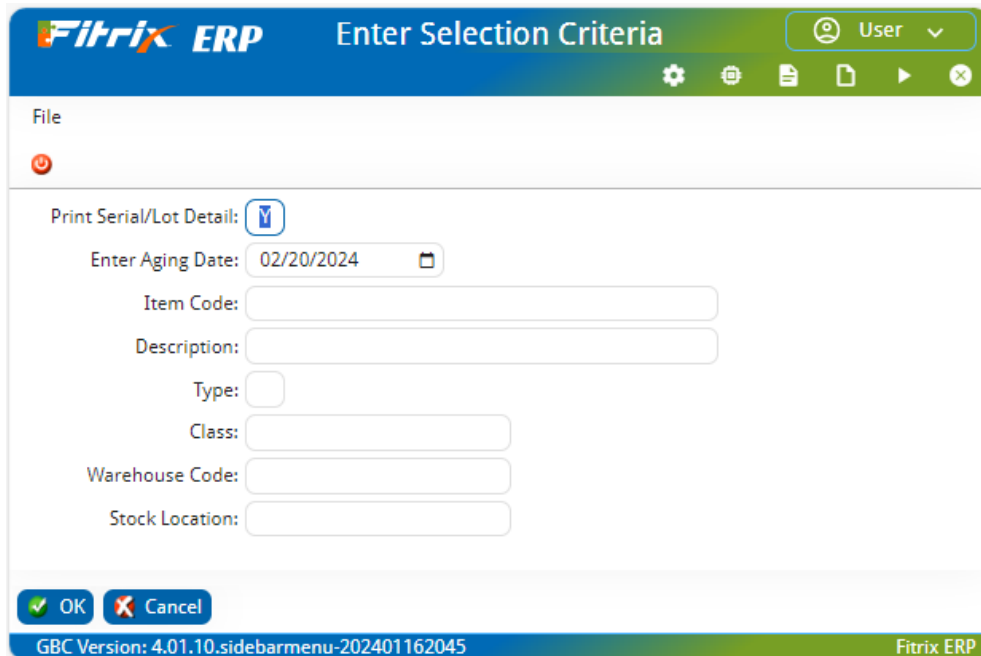 Fitrix ERP Enter Selection Criteria User
File
Print Serial/Lot Detail: Y
Enter Aging Date: 02/20/2024
Item Code:
Description:
Type:
Class:
Warehouse Code:
Stock Location:
OK Cancel
GBC Version: 4.01.10.sidebarmenu-202401162045 Fitrix ERP